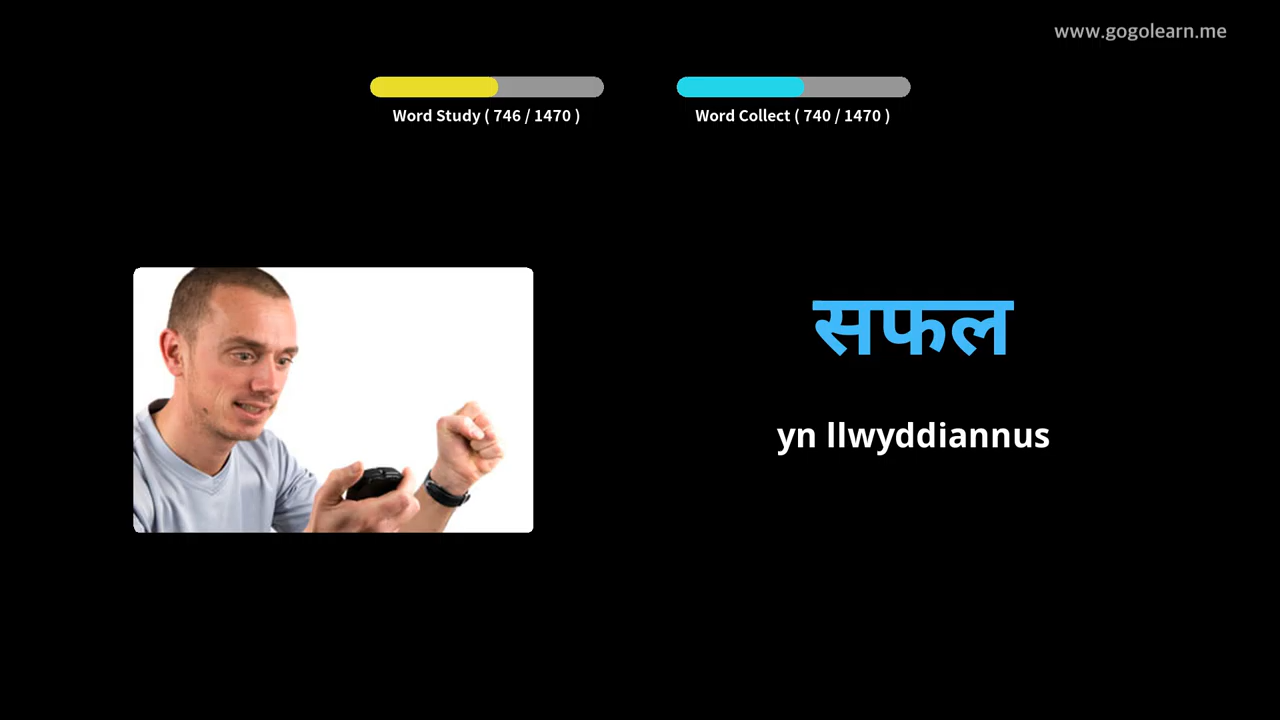 www.gogolearn.me
Word Study ( 746 / 1470 )
Word Collect ( 740 / 1470 )
सफल
yn llwyddiannus